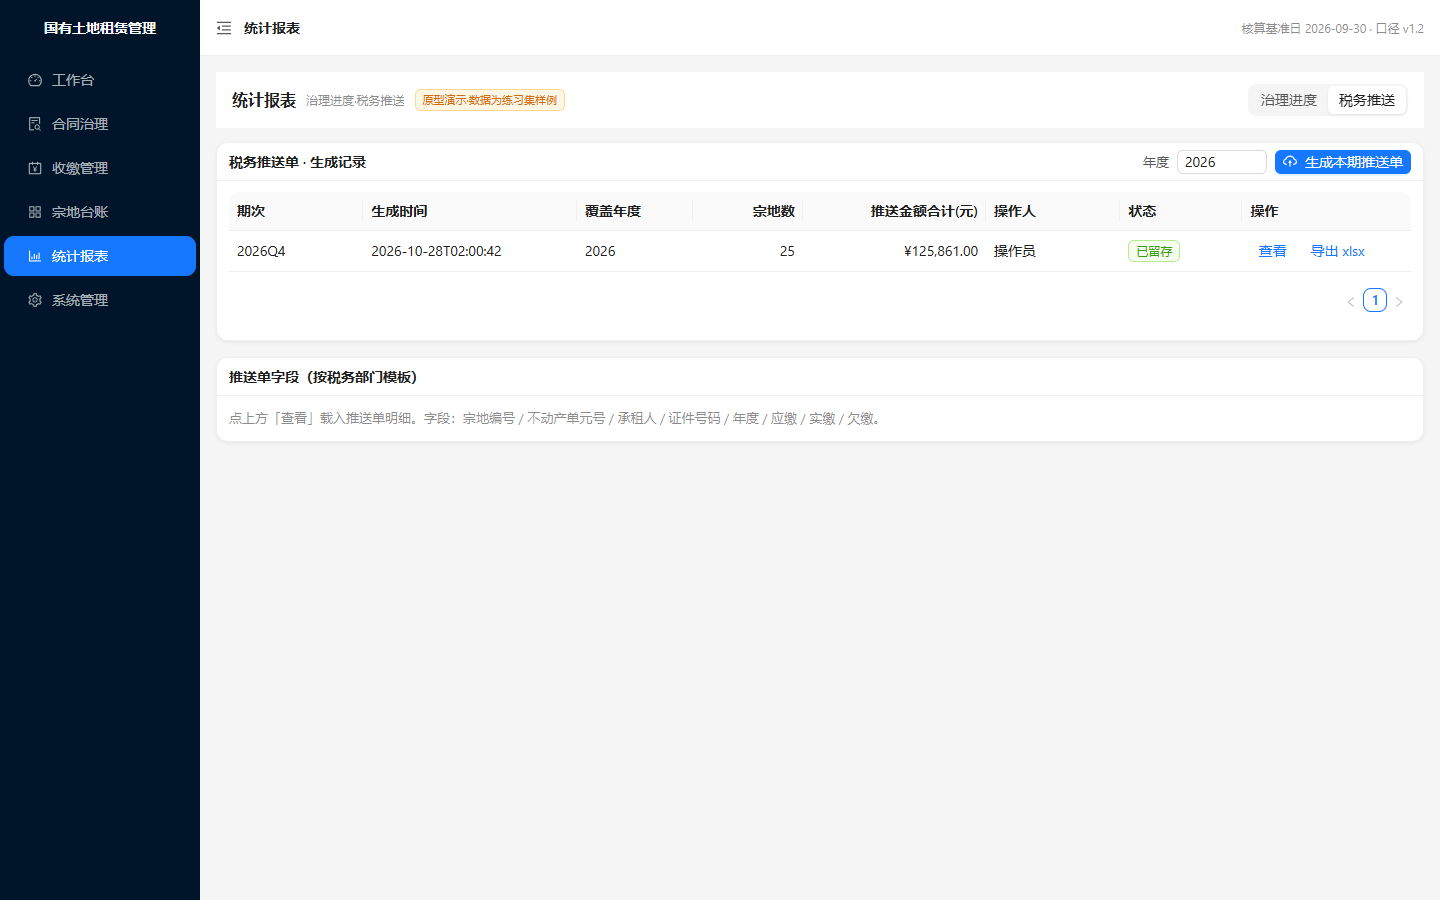 国有土地租赁管理
工作台
合同治理
收缴管理
宗地台账
统计报表
系统管理
统计报表
核算基准日 2026-09-30 · 口径 v1.2
统计报表 治理进度·税务推送 原型演示·数据为练习集样例
治理进度 税务推送
税务推送单 · 生成记录
年度 2026 生成本期推送单
期次 生成时间 覆盖年度 宗地数 推送金额合计(元) 操作人 状态 操作
2026Q4 2026-10-28T02:00:42 2026 25 ¥125,861.00 操作员 已留存 查看 导出 xlsx
1
推送单字段（按税务部门模板）
点上方「查看」载入推送单明细。字段：宗地编号 / 不动产单元号 / 承租人 / 证件号码 / 年度 / 应缴 / 实缴 / 欠缴。